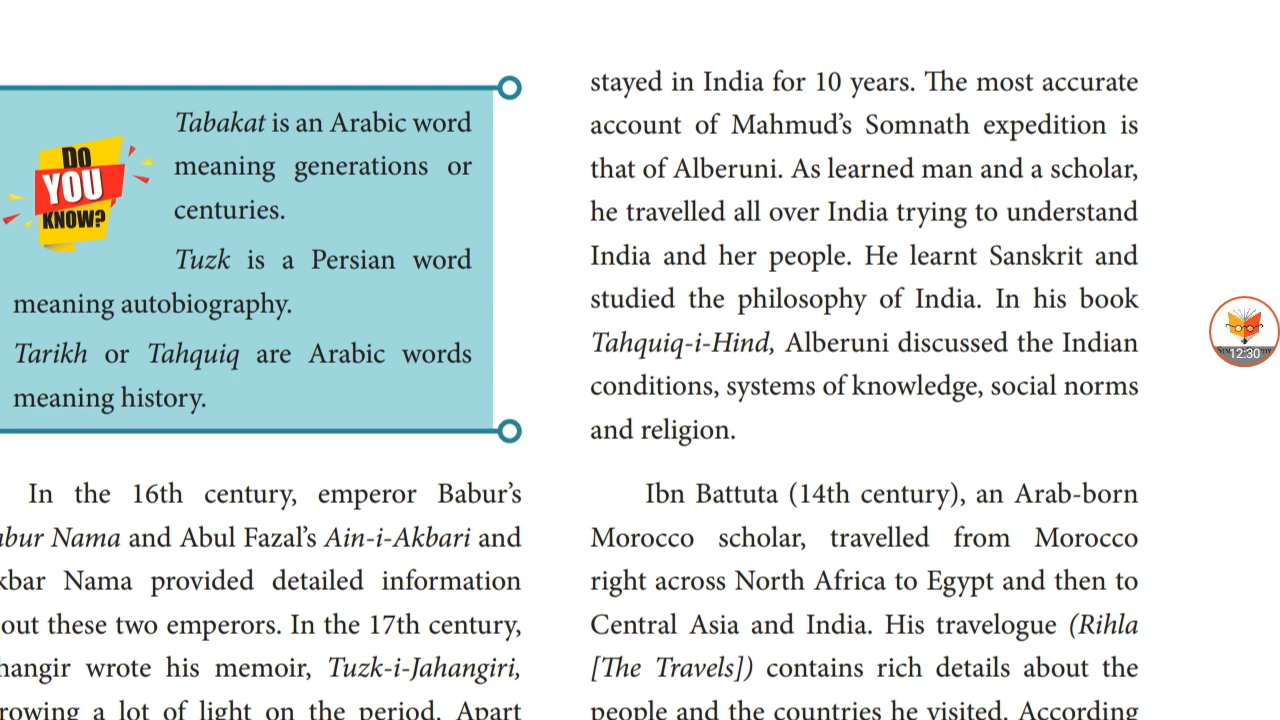 DO
YOU
KNOW?
Tabakat is an Arabic word
meaning generations or
centuries.
Tuzk is a Persian word
meaning autobiography.
Tarikh or Tahquiq are Arabic words
meaning history.
In the 16th century, emperor Babur's
Nama and Abul Fazal's Ain-i-Akbari and
Nama provided detailed information
these two emperors. In the 17th century,
wrote his memoir, Tuzk-i-Jahangiri,
a lot of light on the period. Apart
stayed in India for 10 years. The most accurate
account of Mahmud's Somnath expedition is
that of Alberuni. As learned man and a scholar,
he travelled all over India trying to understand
India and her people. He learnt Sanskrit and
studied the philosophy of India. In his book
Tahquiq-i-Hind, Alberuni discussed the Indian
conditions, systems of knowledge, social norms
and religion.
Ibn Battuta (14th century), an Arab-born
Morocco scholar, travelled from Morocco
right across North Africa to Egypt and then to
Central Asia and India. His travelogue (Rihla
[The Travels]) contains rich details about the
people and the countries he visited. According
12:30